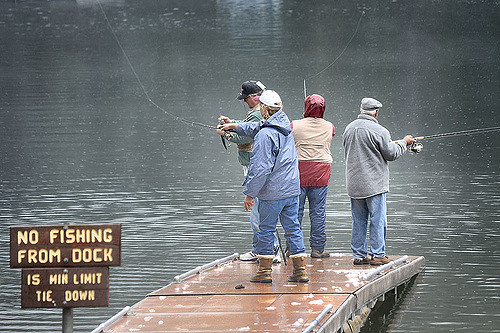 NO FISHING
FROM DOCK
15 MIN LIMIT
TIE DOWN